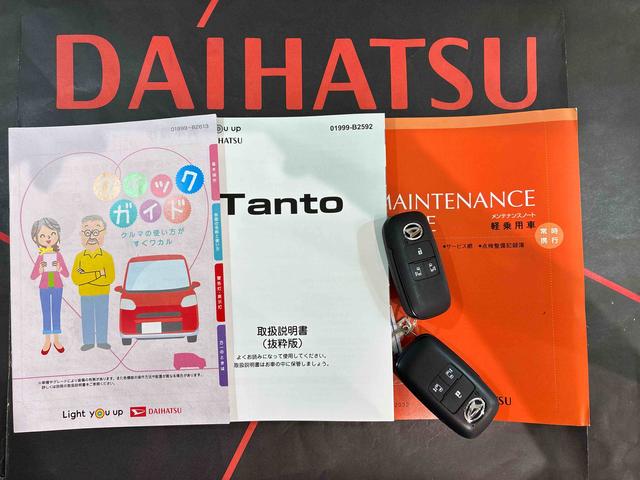 DAIHATSU
01999-B2613
クイックガイド
クルマの使い方が
すぐワカル
Light you up DAIHATSU
you up
01999-B2592
HATSU
Tanto
取扱説明書
(抜粋版)
よくお読みになって使用してください。
取扱説明書はお車の中に保管しましょう。
MAINTENANCE
メンテナンスノート
軽乗用車
常時
携行
●サービス網 ●点検整備記録簿
TSU